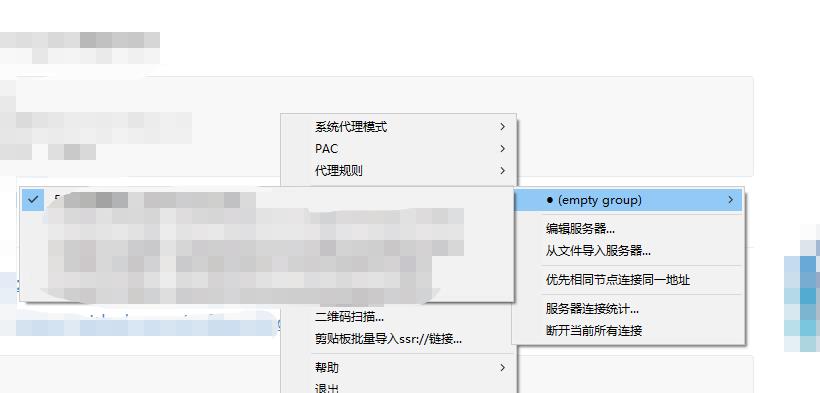 系统代理模式
PAC
代理规则
● (empty group)
编辑服务器...
从文件导入服务器...
优先相同节点连接同一地址
服务器连接统计...
断开当前所有连接
二维码扫描...
剪贴板批量导入ssr://链接...
帮助
退出